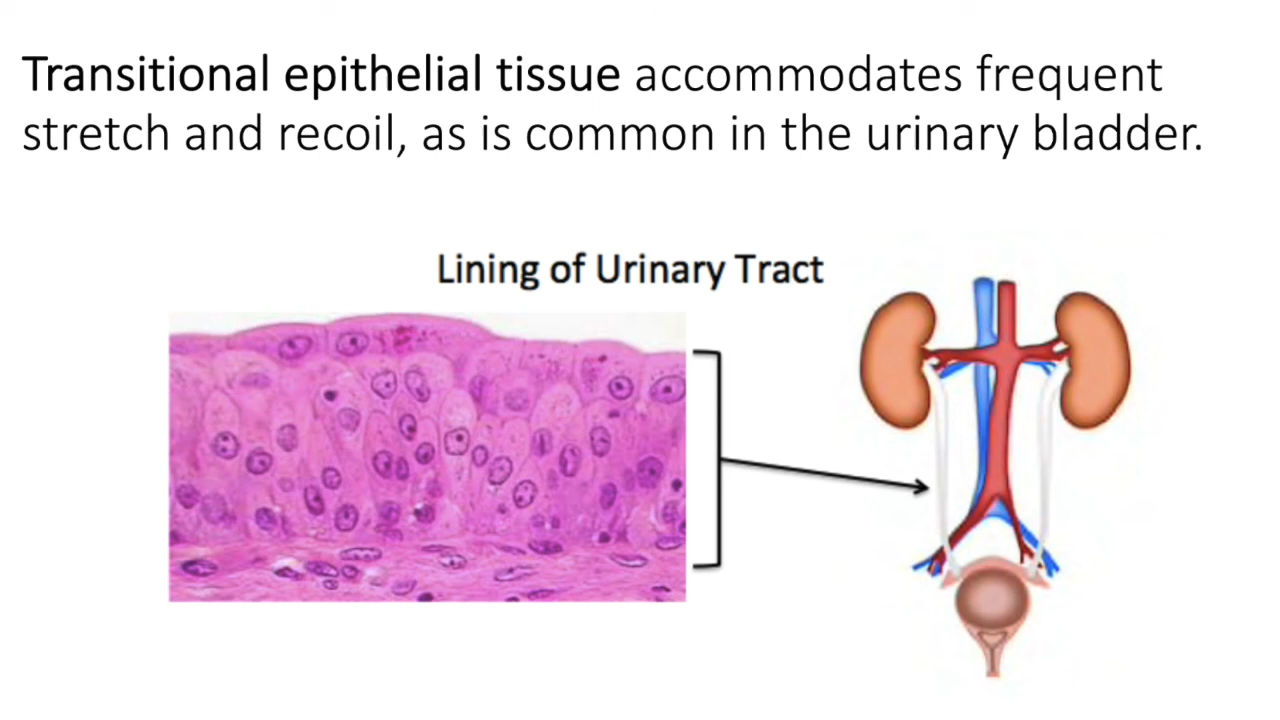 Transitional epithelial tissue accommodates frequent
stretch and recoil, as is common in the urinary bladder.
Lining of Urinary Tract